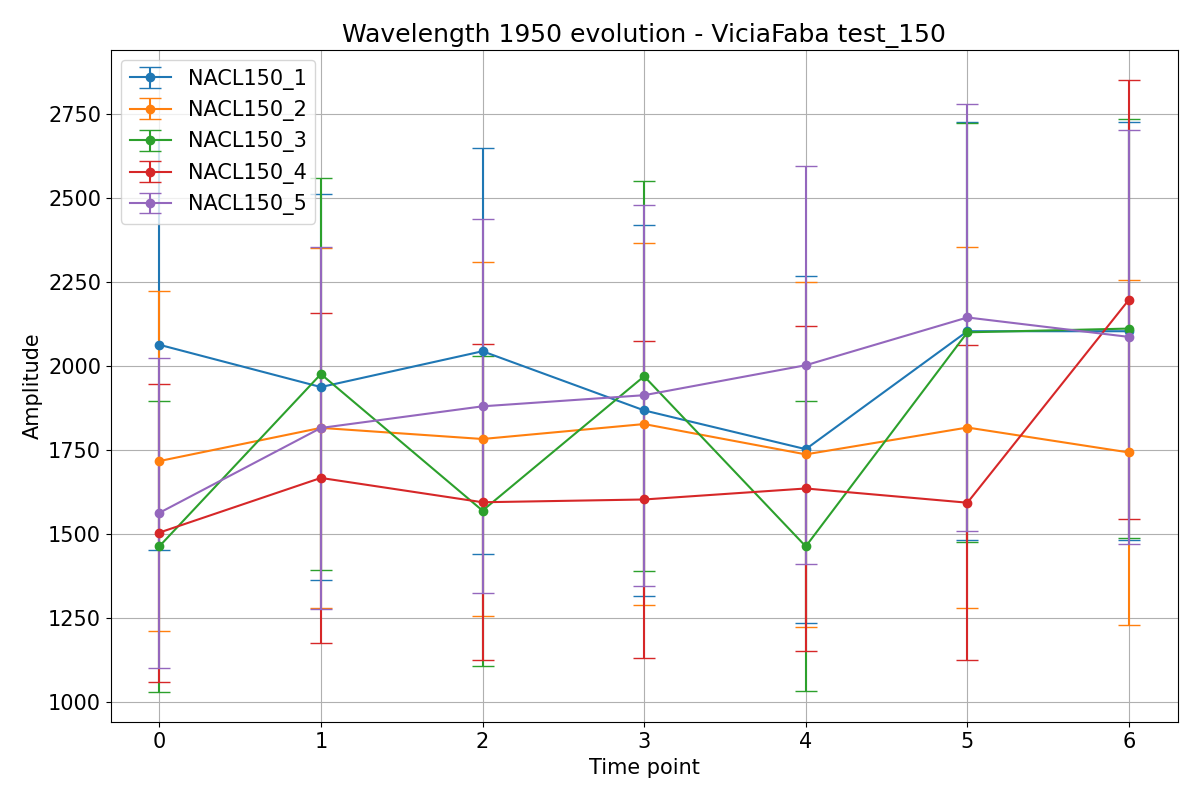 Wavelength 1950 evolution - ViciaFaba test_150
NACL150_1
NACL150_2
NACL150_3
NACL150_4
NACL150_5
2750
2500
2250
2000
1750
1500
1250
1000
Amplitude
0 1 2 3 4 5 6
Time point